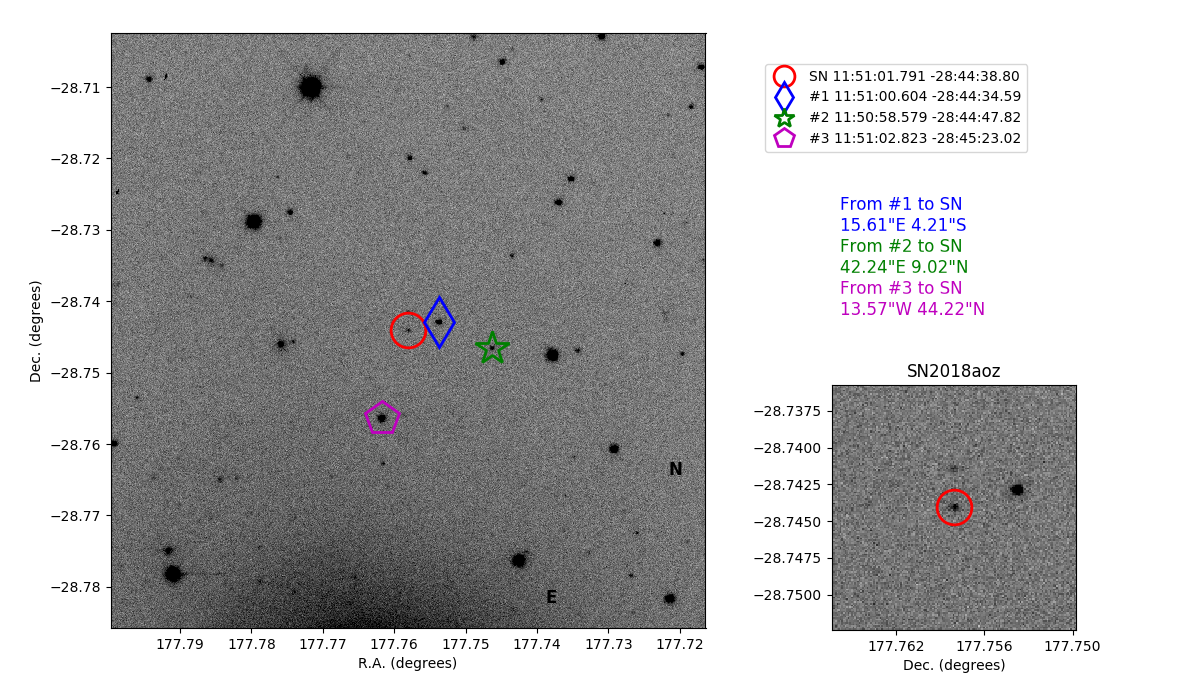 SN 11:51:01.791 -28:44:38.80
#1 11:51:00.604 -28:44:34.59
#2 11:50:58.579 -28:44:47.82
#3 11:51:02.823 -28:45:23.02
From #1 to SN
15.61"E 4.21"S
From #2 to SN
42.24"E 9.02"N
From #3 to SN
13.57"W 44.22"N
−28.71
−28.72
−28.73
−28.74
−28.75
−28.76
−28.77
−28.78
Dec. (degrees)
N
E
177.79 177.78 177.77 177.76 177.75 177.74 177.73 177.72
R.A. (degrees)
SN2018aoz
−28.7375
−28.7400
−28.7425
−28.7450
−28.7475
−28.7500
177.762 177.756 177.750
Dec. (degrees)